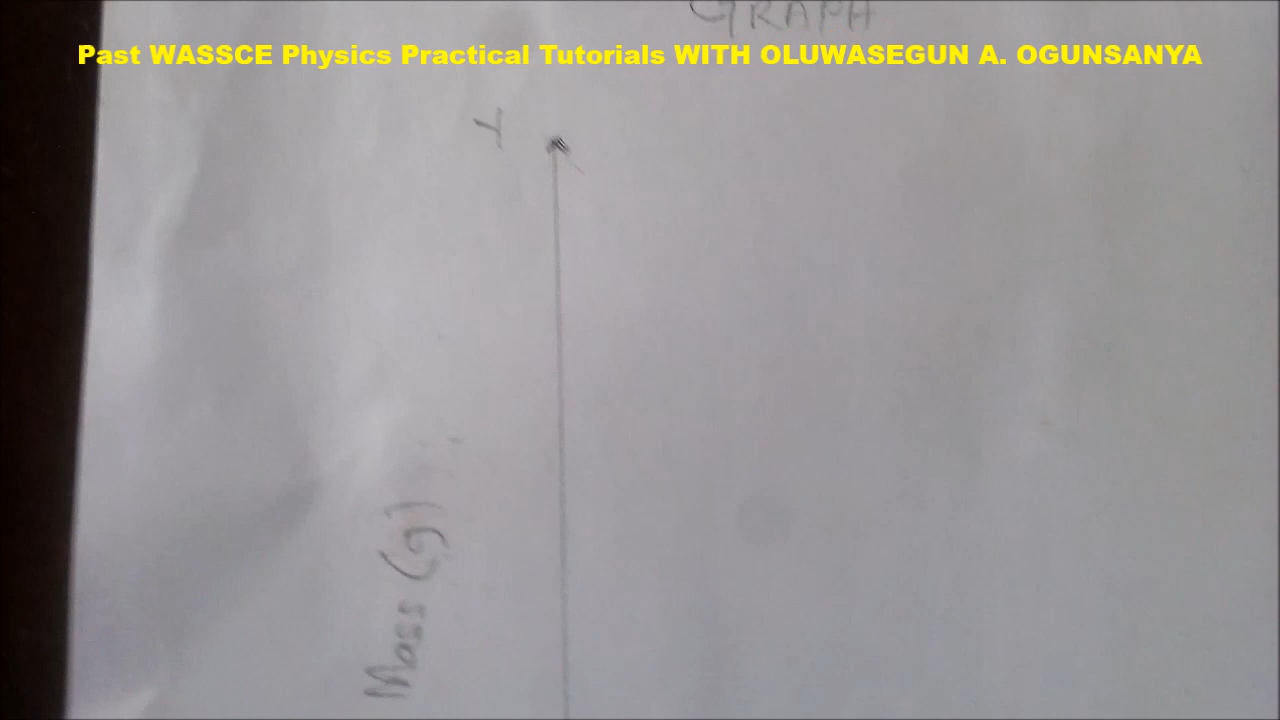 GRAPH
Past WASSCE Physics Practical Tutorials WITH OLUWASEGUN A. OGUNSANYA
Y
Mass (g)